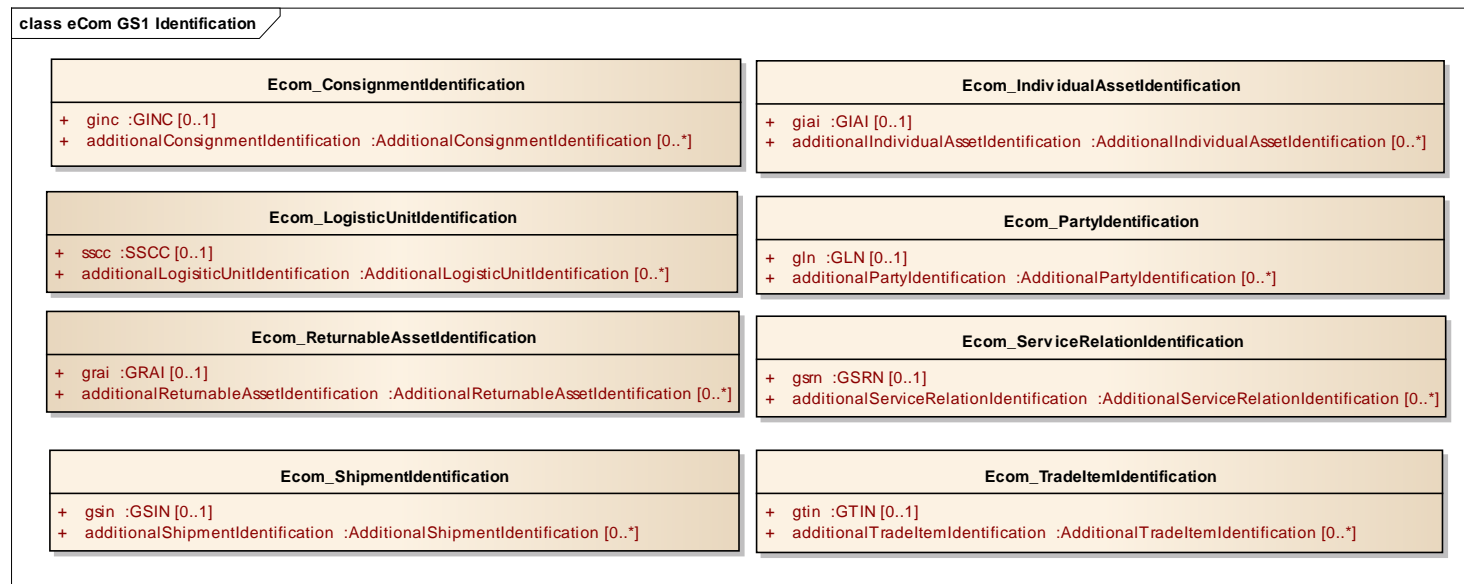 class eCom GS1 Identification
Ecom_ConsignmentIdentification
+ ginc :GINC [0..1]
+ additionalConsignmentIdentification :AdditionalConsignmentIdentification [0..*]
Ecom_IndividualAssetIdentification
+ giai :GIAI [0..1]
+ additionalIndividualAssetIdentification :AdditionalIndividualAssetIdentification [0..*]
Ecom_LogisticUnitIdentification
+ sscc :SSCC [0..1]
+ additionalLogisiticUnitIdentification :AdditionalLogisticUnitIdentification [0..*]
Ecom_PartyIdentification
+ gln :GLN [0..1]
+ additionalPartyIdentification :AdditionalPartyIdentification [0..*]
Ecom_ReturnableAssetIdentification
+ grai :GRAI [0..1]
+ additionalReturnableAssetIdentification :AdditionalReturnableAssetIdentification [0..*]
Ecom_ServiceRelationIdentification
+ gsrn :GSRN [0..1]
+ additionalServiceRelationIdentification :AdditionalServiceRelationIdentification [0..*]
Ecom_ShipmentIdentification
+ gsin :GSIN [0..1]
+ additionalShipmentIdentification :AdditionalShipmentIdentification [0..*]
Ecom_TradeItemIdentification
+ gtin :GTIN [0..1]
+ additionalTradeItemIdentification :AdditionalTradeItemIdentification [0..*]